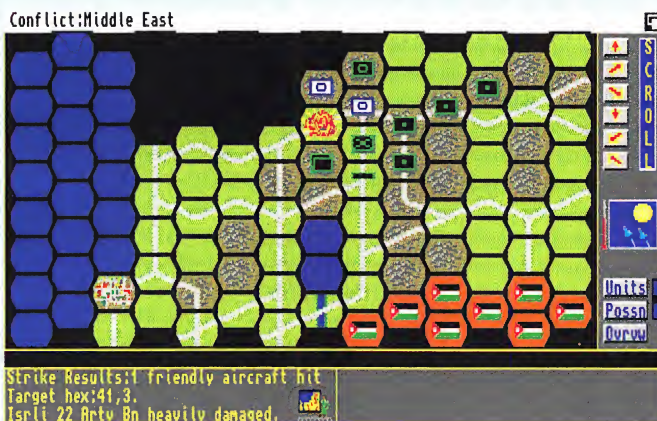 Conflict:Middle East
S
C
R
O
L
L
Units
Possn
Ovrvw
Strike Results:1 friendly aircraft hit
Target hex:41,3.
Isrli 22 Arty Bn heavily damaged.